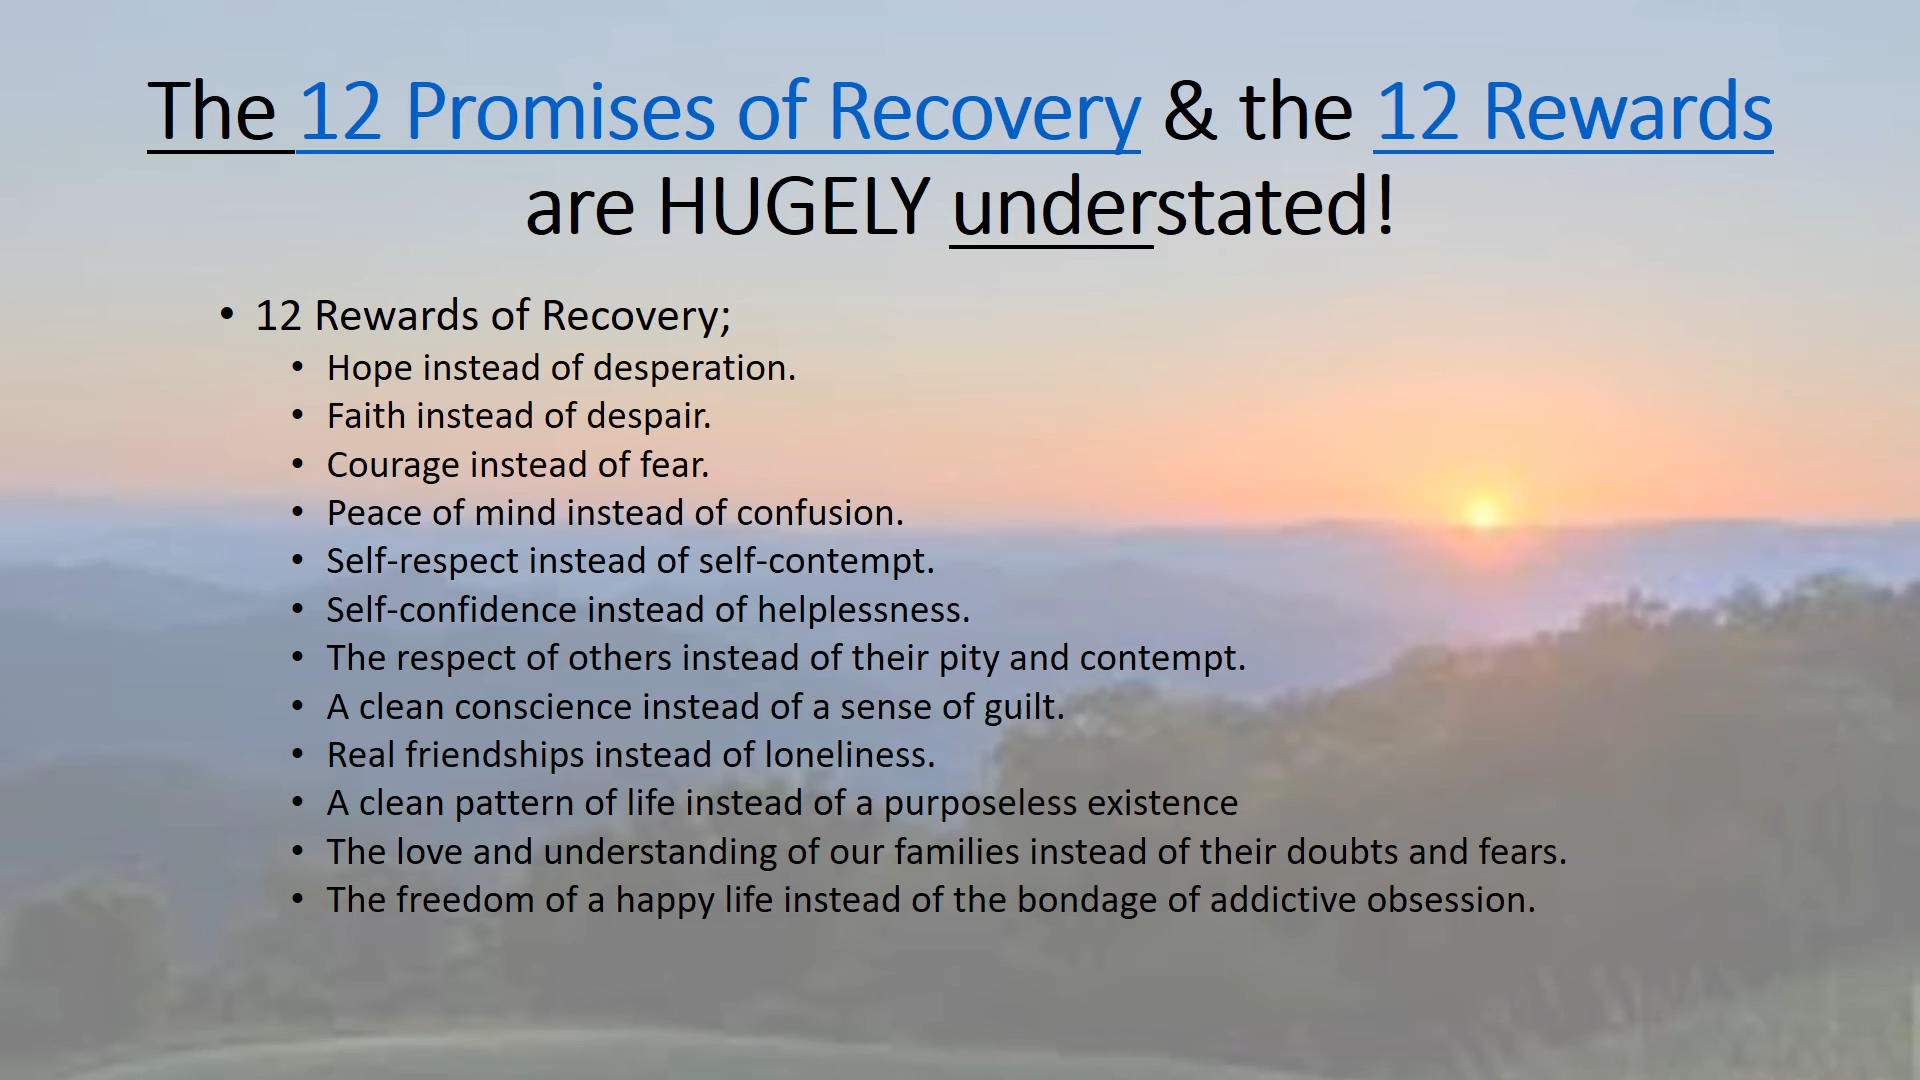 The 12 Promises of Recovery & the 12 Rewards
are HUGELY understated!
• 12 Rewards of Recovery;
• Hope instead of desperation.
• Faith instead of despair.
• Courage instead of fear.
• Peace of mind instead of confusion.
• Self-respect instead of self-contempt.
• Self-confidence instead of helplessness.
• The respect of others instead of their pity and contempt.
• A clean conscience instead of a sense of guilt.
• Real friendships instead of loneliness.
• A clean pattern of life instead of a purposeless existence
• The love and understanding of our families instead of their doubts and fears.
• The freedom of a happy life instead of the bondage of addictive obsession.